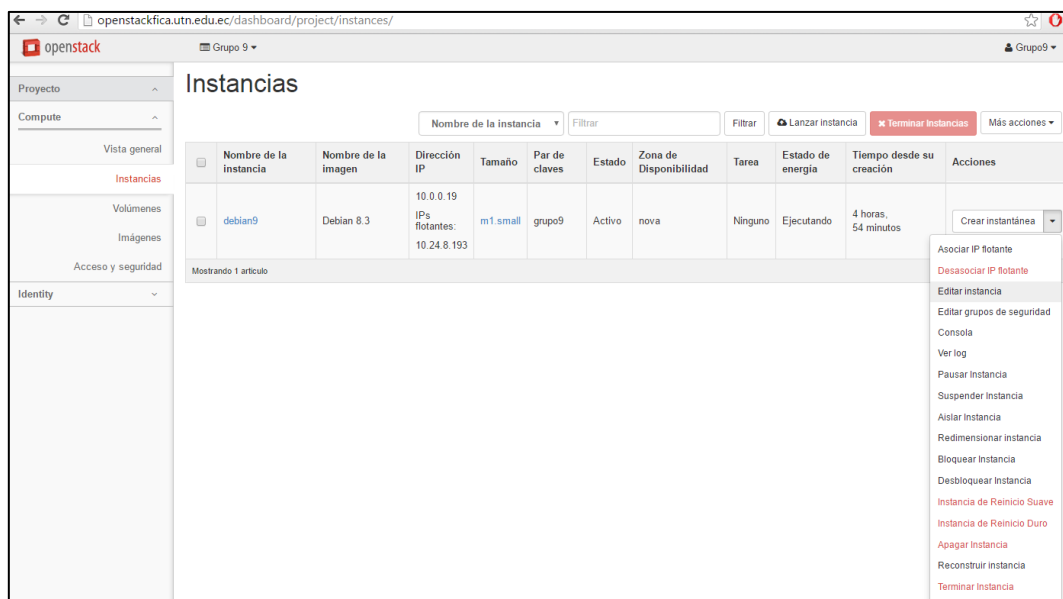 openstackfica.utn.edu.ec/dashboard/project/instances/
openstack
Grupo 9
Grupo9
Proyecto
Compute
Vista general
Instancias
Volúmenes
Imágenes
Acceso y seguridad
Identity
Instancias
Nombre de la instancia
Filtrar
Filtrar
Lanzar instancia
Terminar Instancias
Más acciones
Nombre de la instancia
Nombre de la imagen
Dirección IP
Tamaño
Par de claves
Estado
Zona de Disponibilidad
Tarea
Estado de energía
Tiempo desde su creación
Acciones
debian9
Debian 8.3
10.0.0.19
IPs flotantes:
10.24.8.193
m1.small
grupo9
Activo
nova
Ninguno
Ejecutando
4 horas, 54 minutos
Crear instantánea
Mostrando 1 articulo
Asociar IP flotante
Desasociar IP flotante
Editar instancia
Editar grupos de seguridad
Consola
Ver log
Pausar Instancia
Suspender Instancia
Aislar Instancia
Redimensionar instancia
Bloquear Instancia
Desbloquear Instancia
Instancia de Reinicio Suave
Instancia de Reinicio Duro
Apagar Instancia
Reconstruir instancia
Terminar Instancia